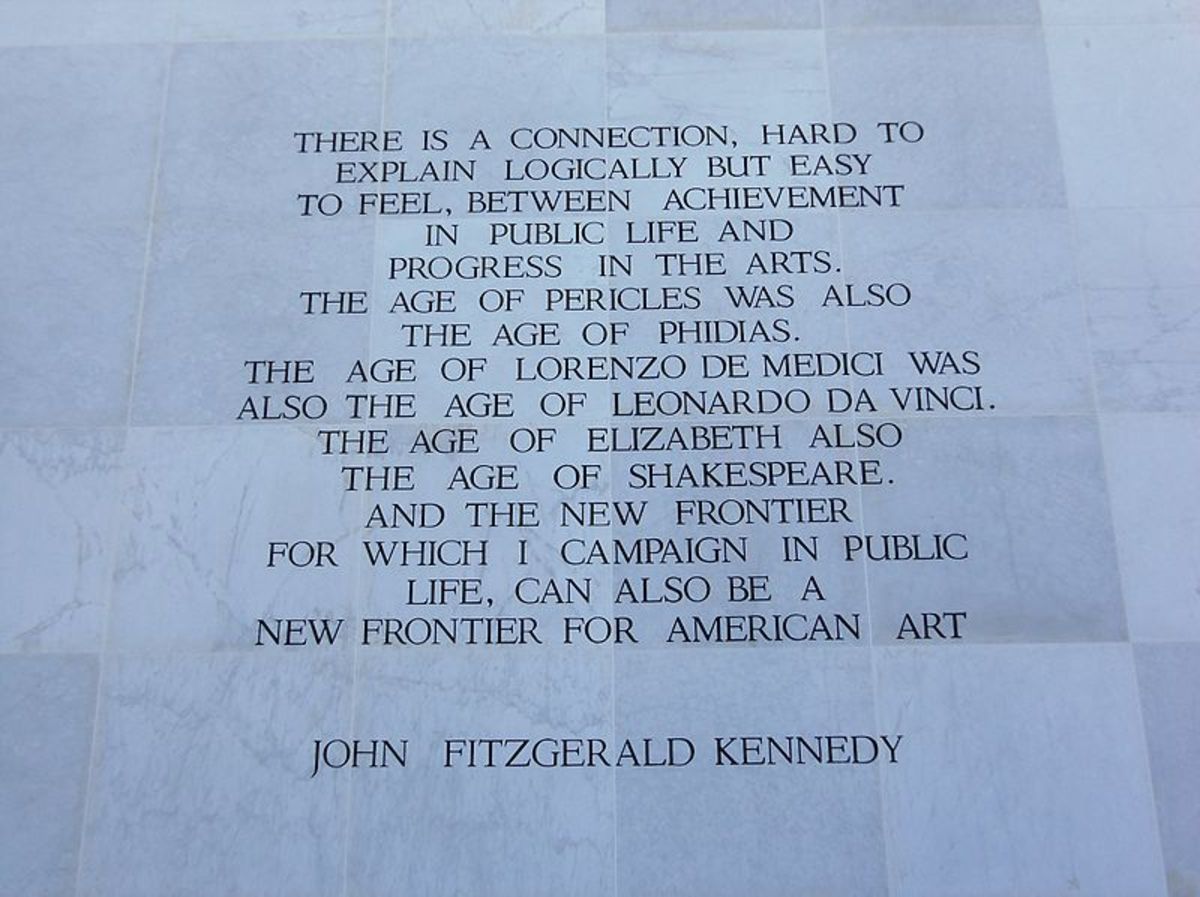 THERE IS A CONNECTION, HARD TO
EXPLAIN LOGICALLY BUT EASY
TO FEEL, BETWEEN ACHIEVEMENT
IN PUBLIC LIFE AND
PROGRESS IN THE ARTS.
THE AGE OF PERICLES WAS ALSO
THE AGE OF PHIDIAS.
THE AGE OF LORENZO DE MEDICI WAS
ALSO THE AGE OF LEONARDO DA VINCI.
THE AGE OF ELIZABETH ALSO
THE AGE OF SHAKESPEARE.
AND THE NEW FRONTIER
FOR WHICH I CAMPAIGN IN PUBLIC
LIFE, CAN ALSO BE A
NEW FRONTIER FOR AMERICAN ART
JOHN FITZGERALD KENNEDY